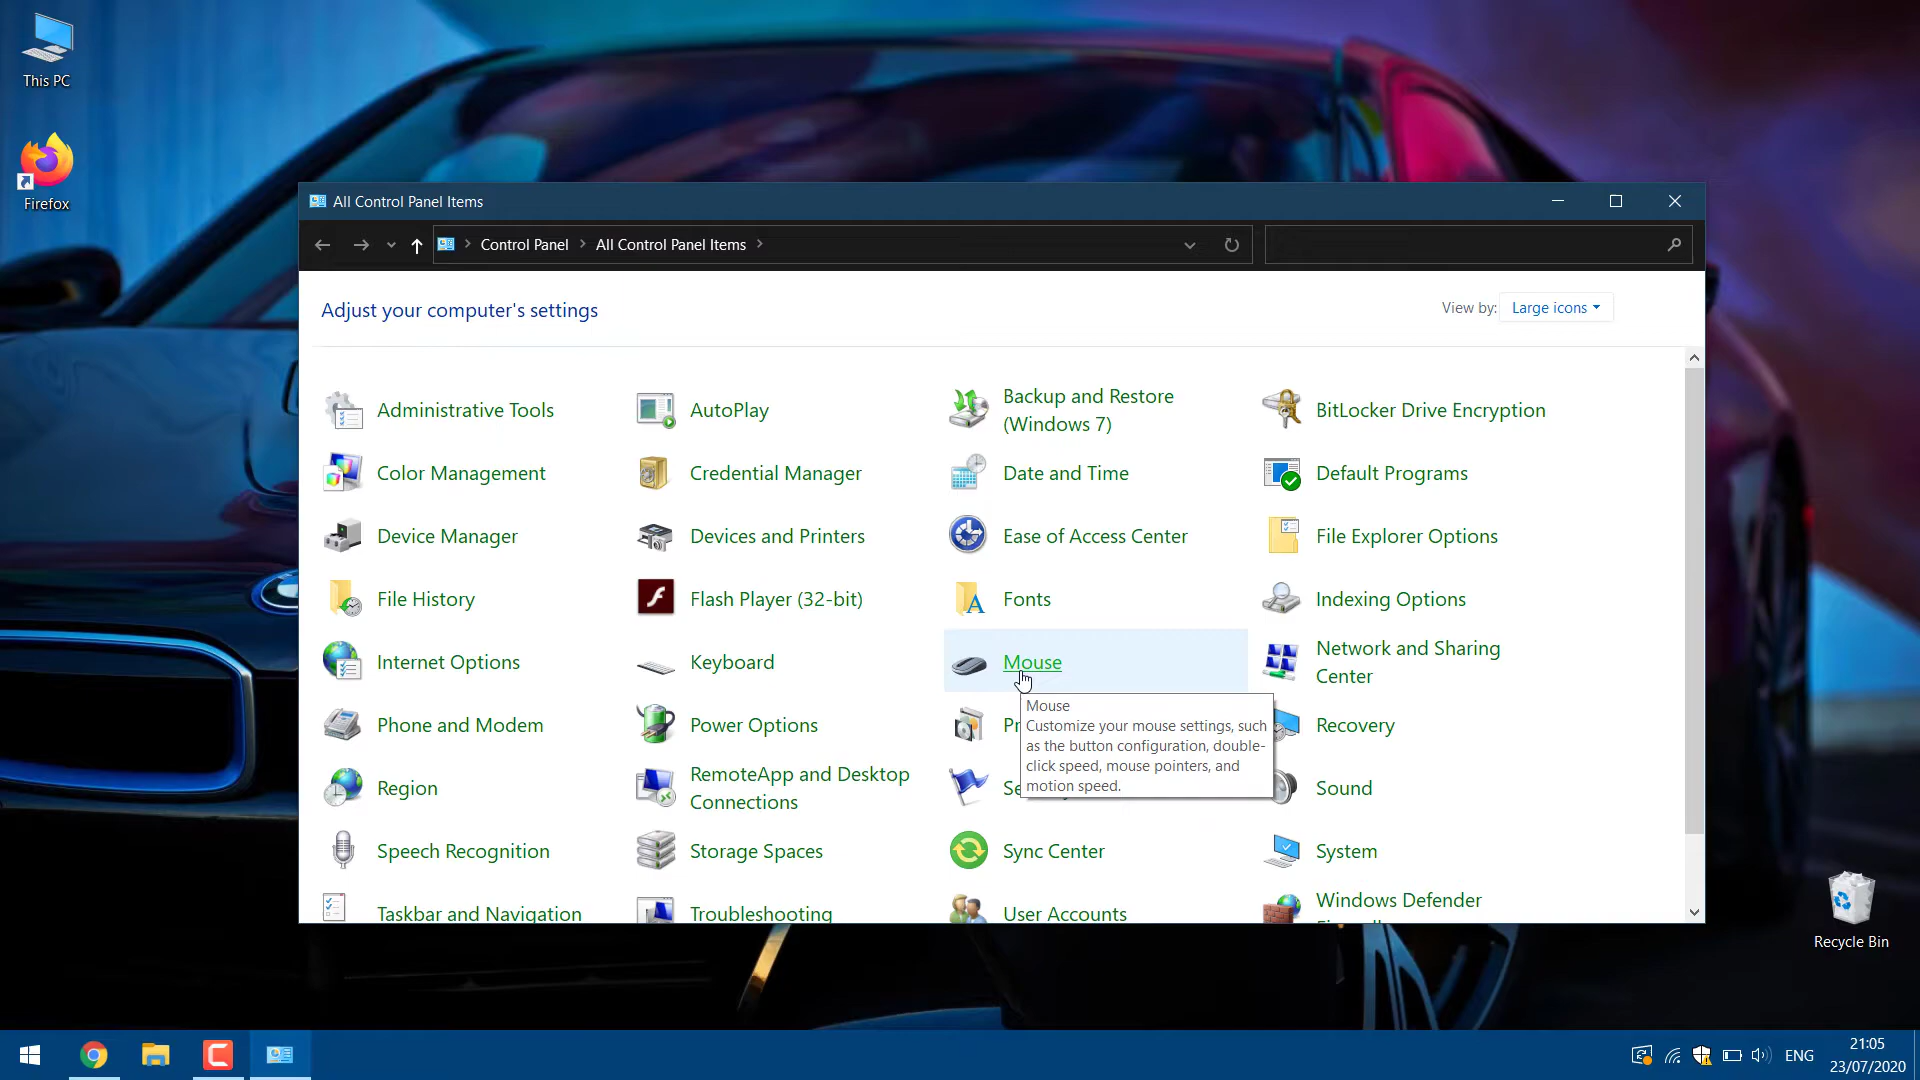 This PC
Firefox
All Control Panel Items
Control Panel
All Control Panel Items
Adjust your computer's settings
View by:
Large icons
Administrative Tools
AutoPlay
Backup and Restore
(Windows 7)
BitLocker Drive Encryption
Color Management
Credential Manager
Date and Time
Default Programs
Device Manager
Devices and Printers
Ease of Access Center
File Explorer Options
File History
Flash Player (32-bit)
Fonts
Indexing Options
Internet Options
Keyboard
Mouse
Network and Sharing
Center
Mouse
Customize your mouse settings, such
as the button configuration, double-
click speed, mouse pointers, and
motion speed.
Phone and Modem
Power Options
Recovery
Region
RemoteApp and Desktop
Connections
Sound
Speech Recognition
Storage Spaces
Sync Center
System
Taskbar and Navigation
Troubleshooting
User Accounts
Windows Defender
Recycle Bin
ENG
21:05
23/07/2020